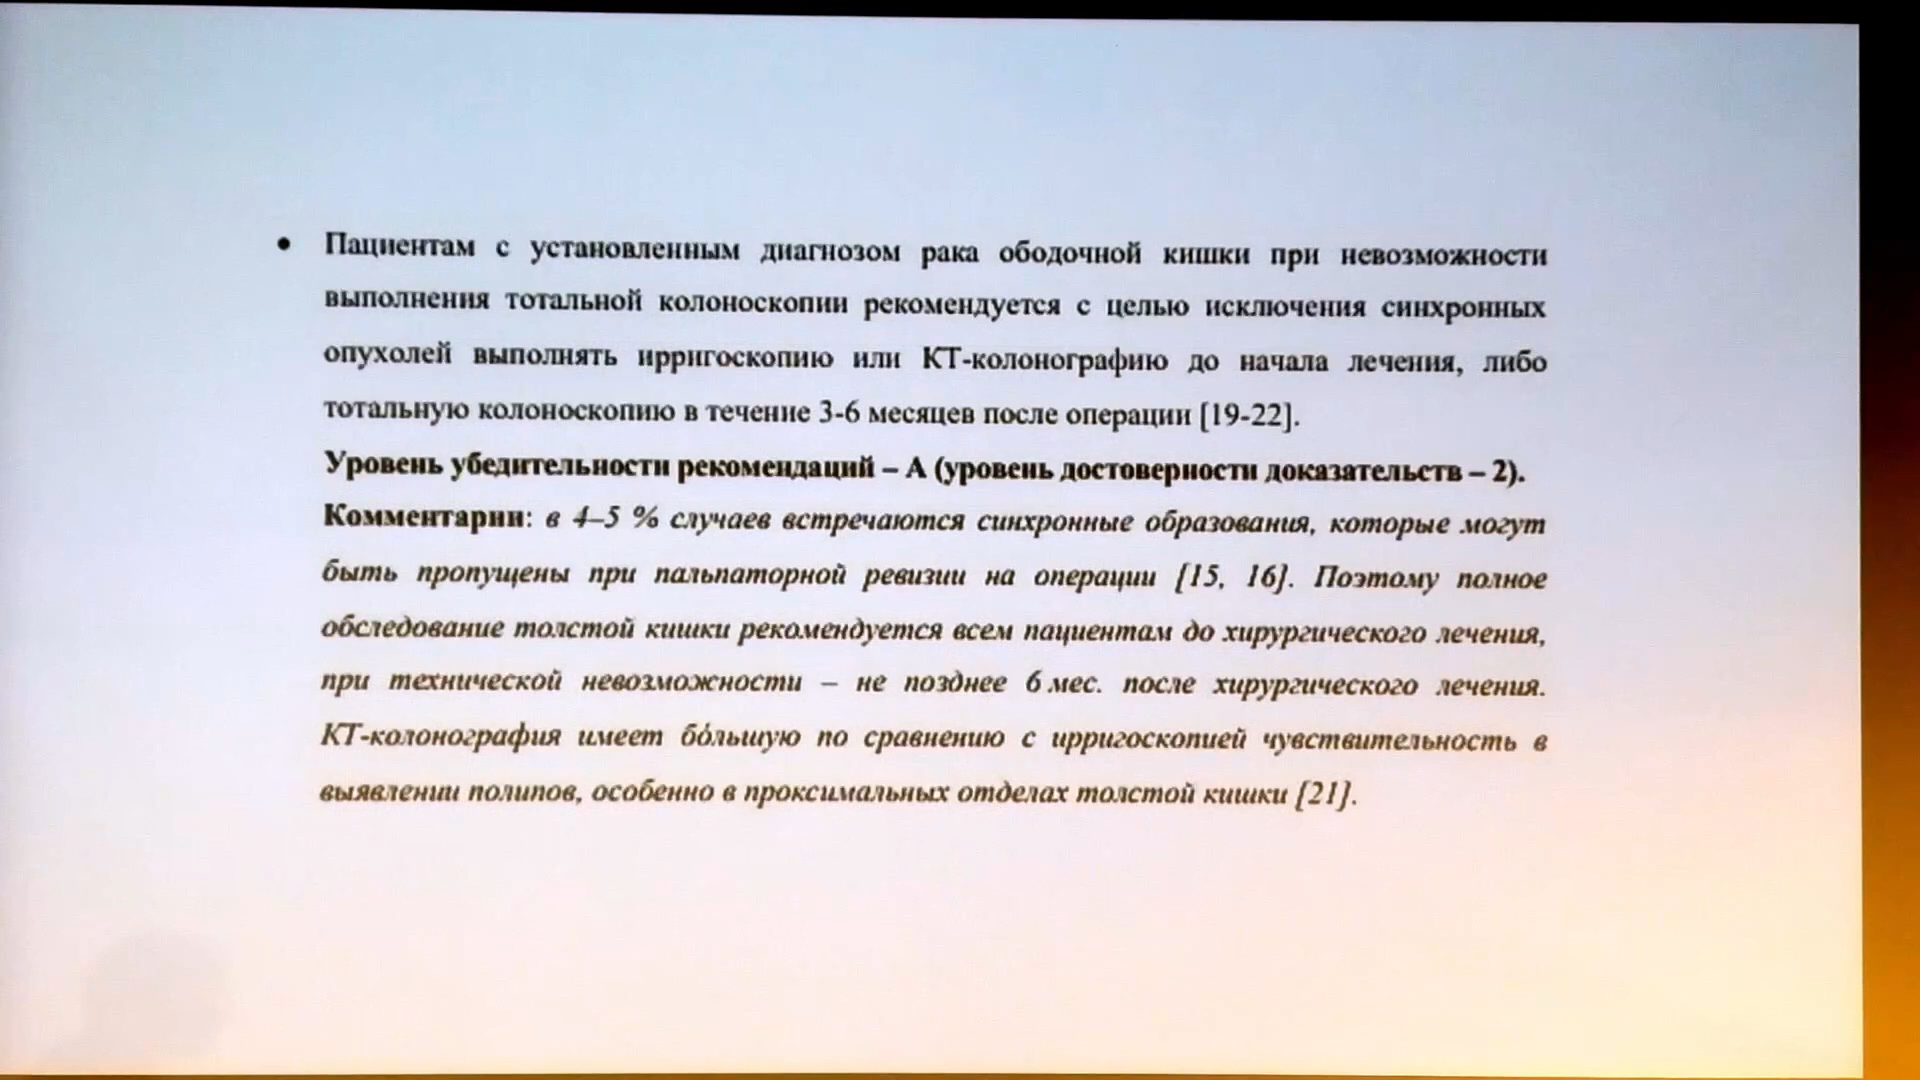 • Пациентам с установленным диагнозом рака ободочной кишки при невозможности
выполнения тотальной колоноскопии рекомендуется с целью исключения синхронных
опухолей выполнять ирригоскопию или КТ-колонографию до начала лечения, либо
тотальную колоноскопию в течение 3-6 месяцев после операции [19-22].
Уровень убедительности рекомендаций – А (уровень достоверности доказательств – 2).
Комментарии: в 4–5 % случаев встречаются синхронные образования, которые могут
быть пропущены при пальпаторной ревизии на операции [15, 16]. Поэтому полное
обследование толстой кишки рекомендуется всем пациентам до хирургического лечения,
при технической невозможности – не позднее 6 мес. после хирургического лечения.
КТ-колонография имеет бóльшую по сравнению с ирригоскопией чувствительность в
выявлении полипов, особенно в проксимальных отделах толстой кишки [21].